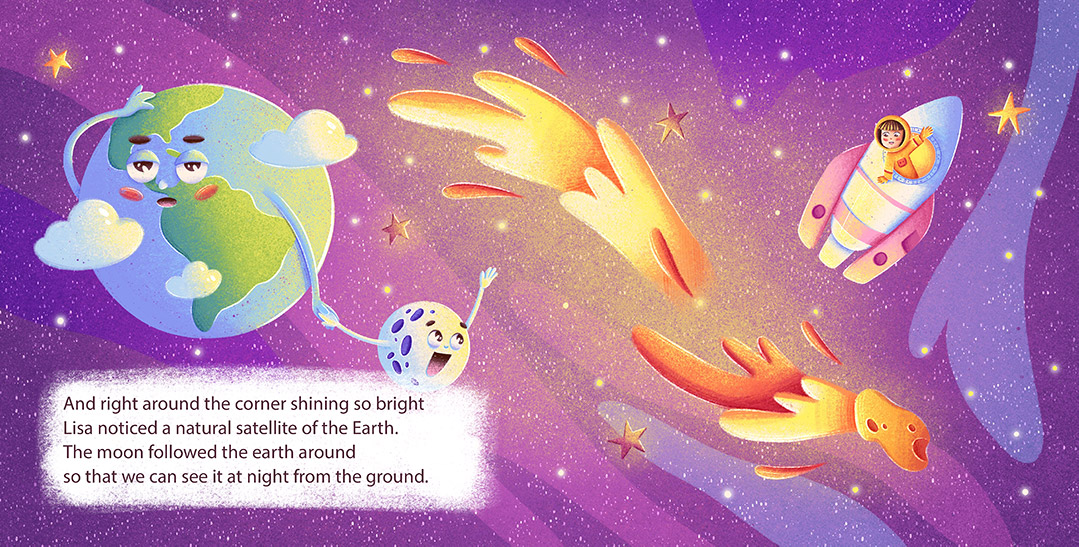 And right around the corner shining so bright
Lisa noticed a natural satellite of the Earth.
The moon followed the earth around
so that we can see it at night from the ground.